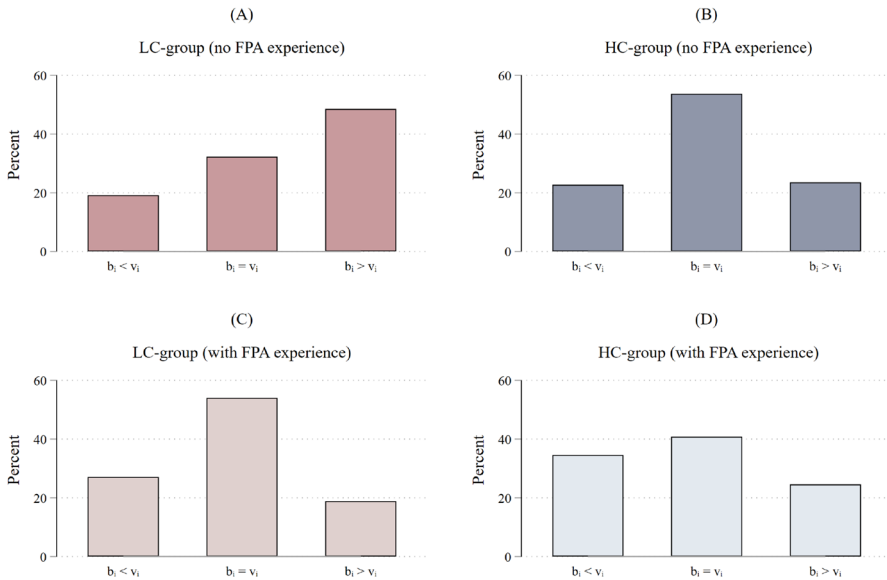 (A)
LC-group (no FPA experience)
Percent
60
40
20
0
bᵢ < vᵢ
bᵢ = vᵢ
bᵢ > vᵢ
(B)
HC-group (no FPA experience)
Percent
60
40
20
0
bᵢ < vᵢ
bᵢ = vᵢ
bᵢ > vᵢ
(C)
LC-group (with FPA experience)
Percent
60
40
20
0
bᵢ < vᵢ
bᵢ = vᵢ
bᵢ > vᵢ
(D)
HC-group (with FPA experience)
Percent
60
40
20
0
bᵢ < vᵢ
bᵢ = vᵢ
bᵢ > vᵢ